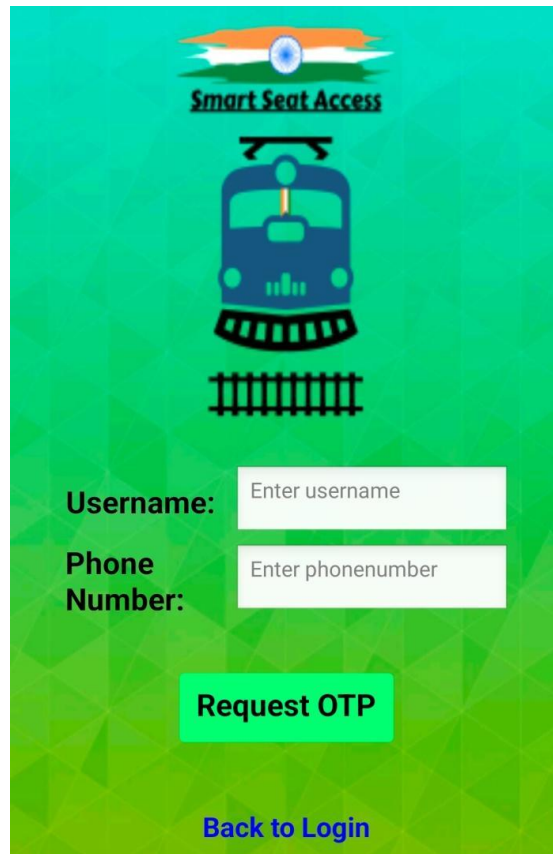 Smart Seat Access
Username:
Enter username
Phone
Number:
Enter phonenumber
Request OTP
Back to Login